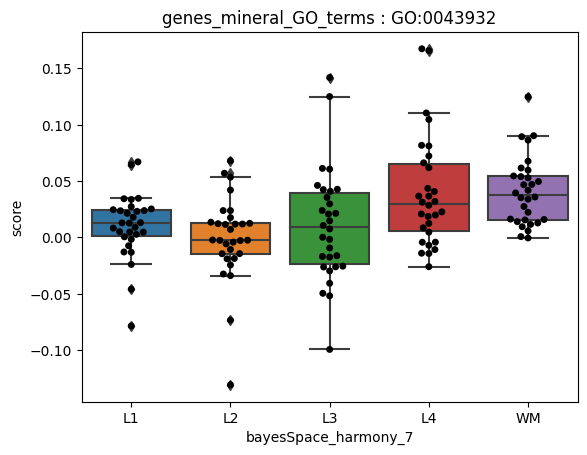 genes_mineral_GO_terms : GO:0043932
score
0.15
0.10
0.05
0.00
−0.05
−0.10
L1 L2 L3 L4 WM
bayesSpace_harmony_7